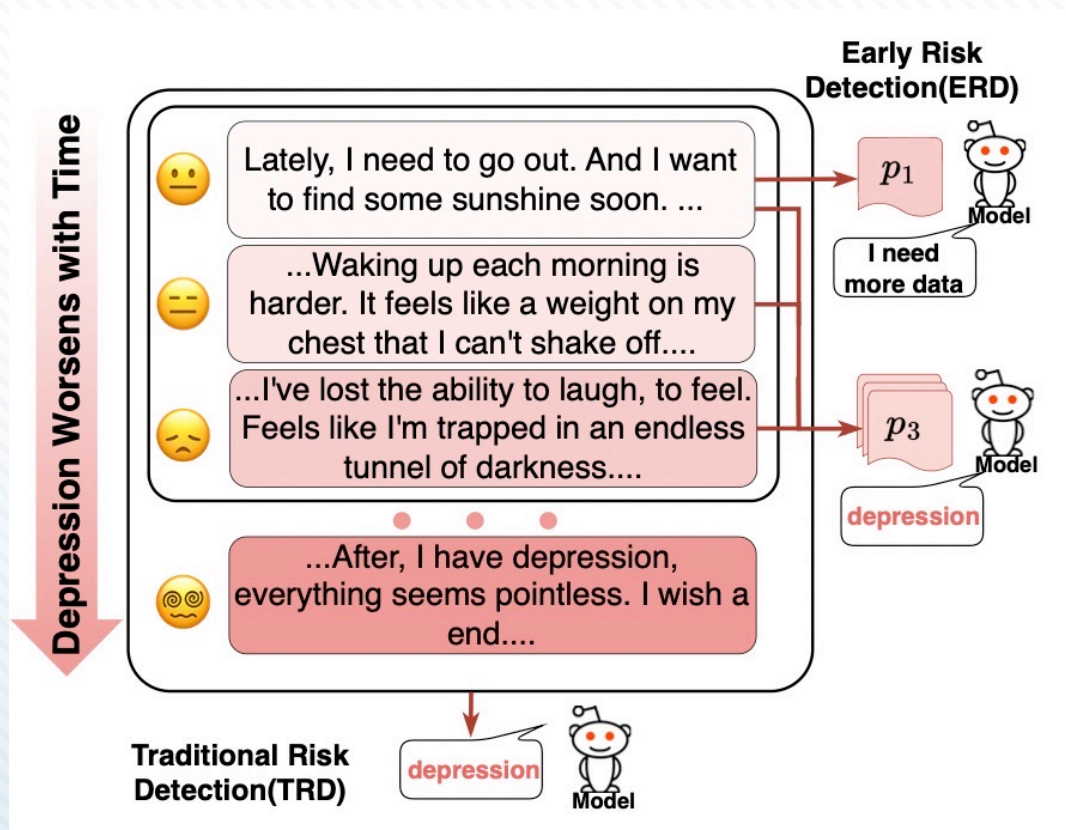 Early Risk
Detection(ERD)
Depression Worsens with Time
Lately, I need to go out. And I want
to find some sunshine soon. ...
p1
Model
I need
more data
...Waking up each morning is
harder. It feels like a weight on my
chest that I can't shake off....
...I've lost the ability to laugh, to feel.
Feels like I'm trapped in an endless
tunnel of darkness....
p3
Model
depression
...After, I have depression,
everything seems pointless. I wish a
end....
Traditional Risk
Detection(TRD)
depression
Model